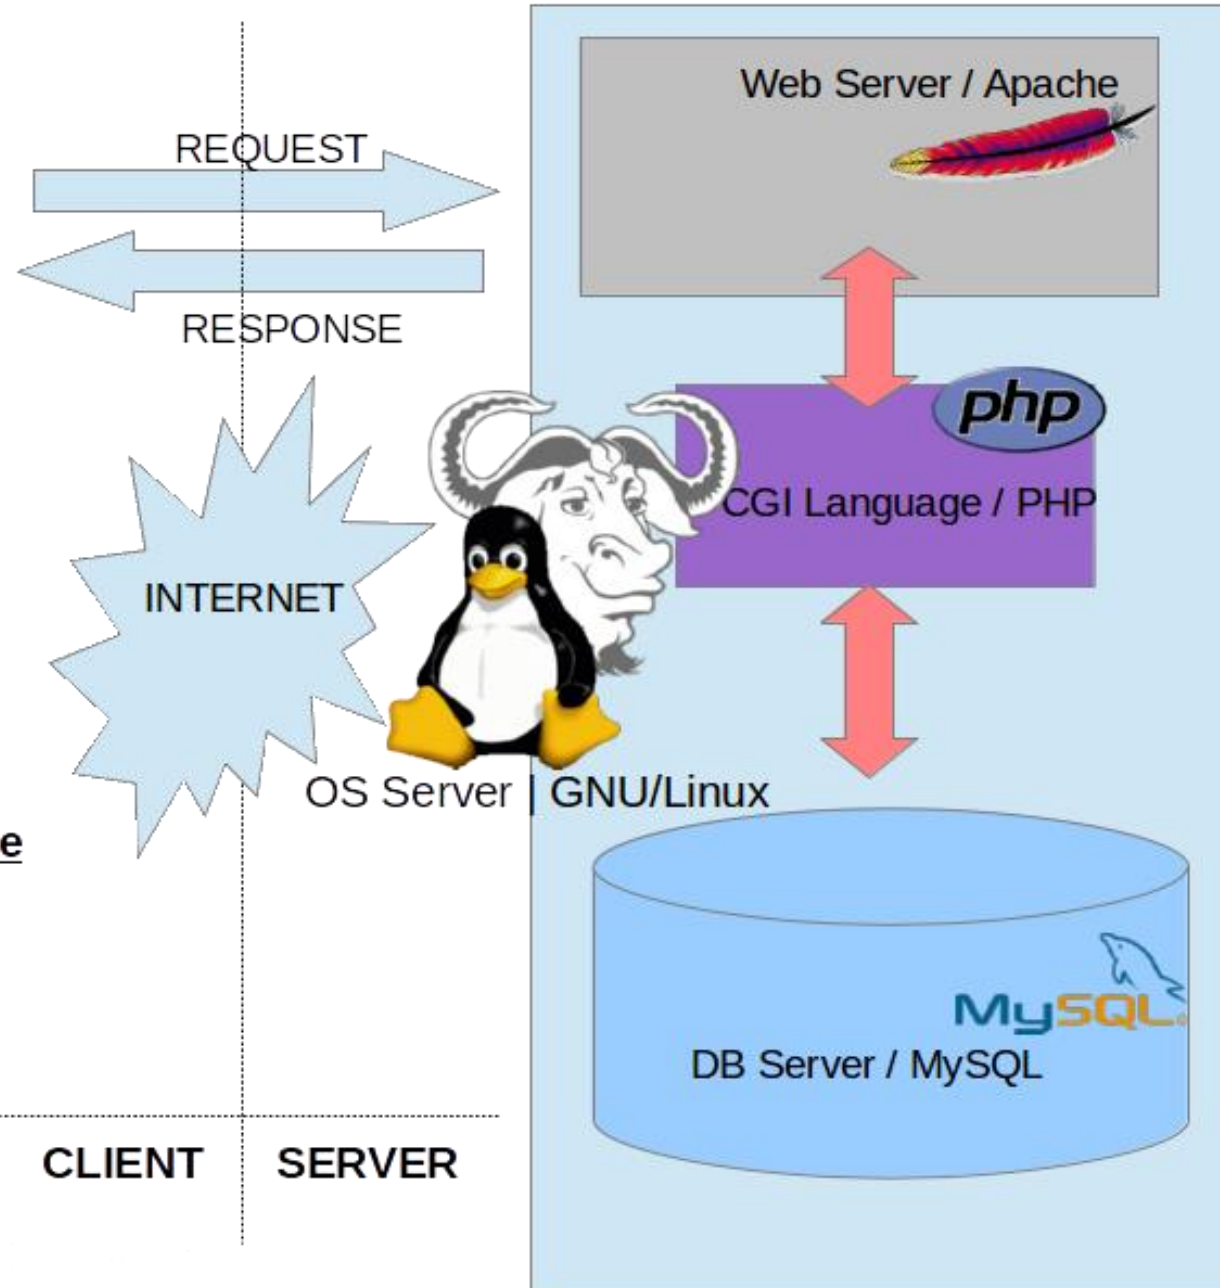 Web Server / Apache
REQUEST
RESPONSE
php
CGI Language / PHP
INTERNET
OS Server | GNU/Linux
e
MySQL
DB Server / MySQL
CLIENT
SERVER